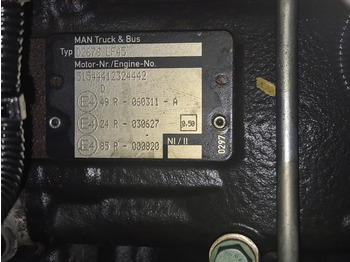 MAN Truck & Bus
Typ D2676 LF45
Motor-Nr./Engine-No.
51544412324442
D
E4 49 R - 060311 - A
E4 24 R - 030627 0.50
E4 85 R - 000020 NI / II
0297